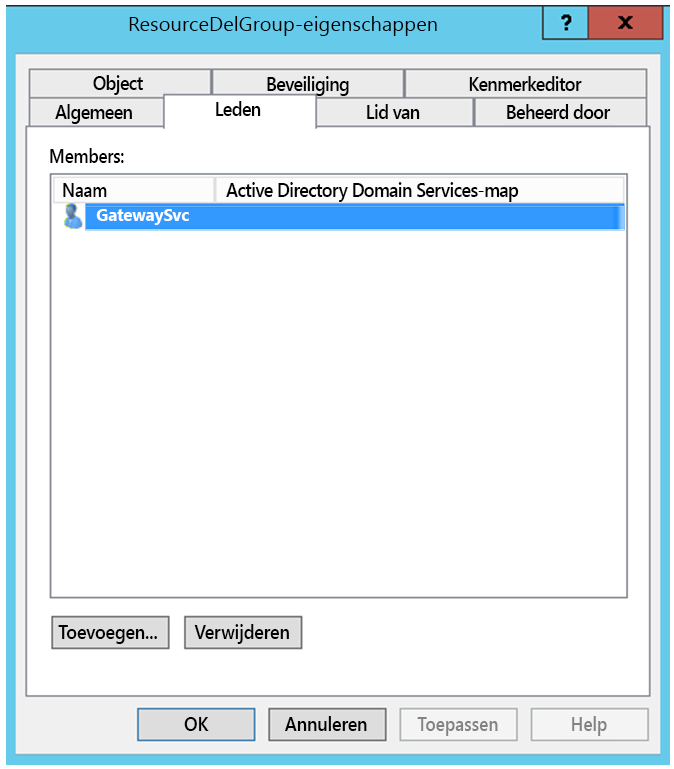 ResourceDelGroup-eigenschappen ? x
Object Beveiliging Kenmerkeditor
Algemeen Leden Lid van Beheerd door
Members:
Naam Active Directory Domain Services-map
GatewaySvc
Toevoegen... Verwijderen
OK Annuleren Toepassen Help